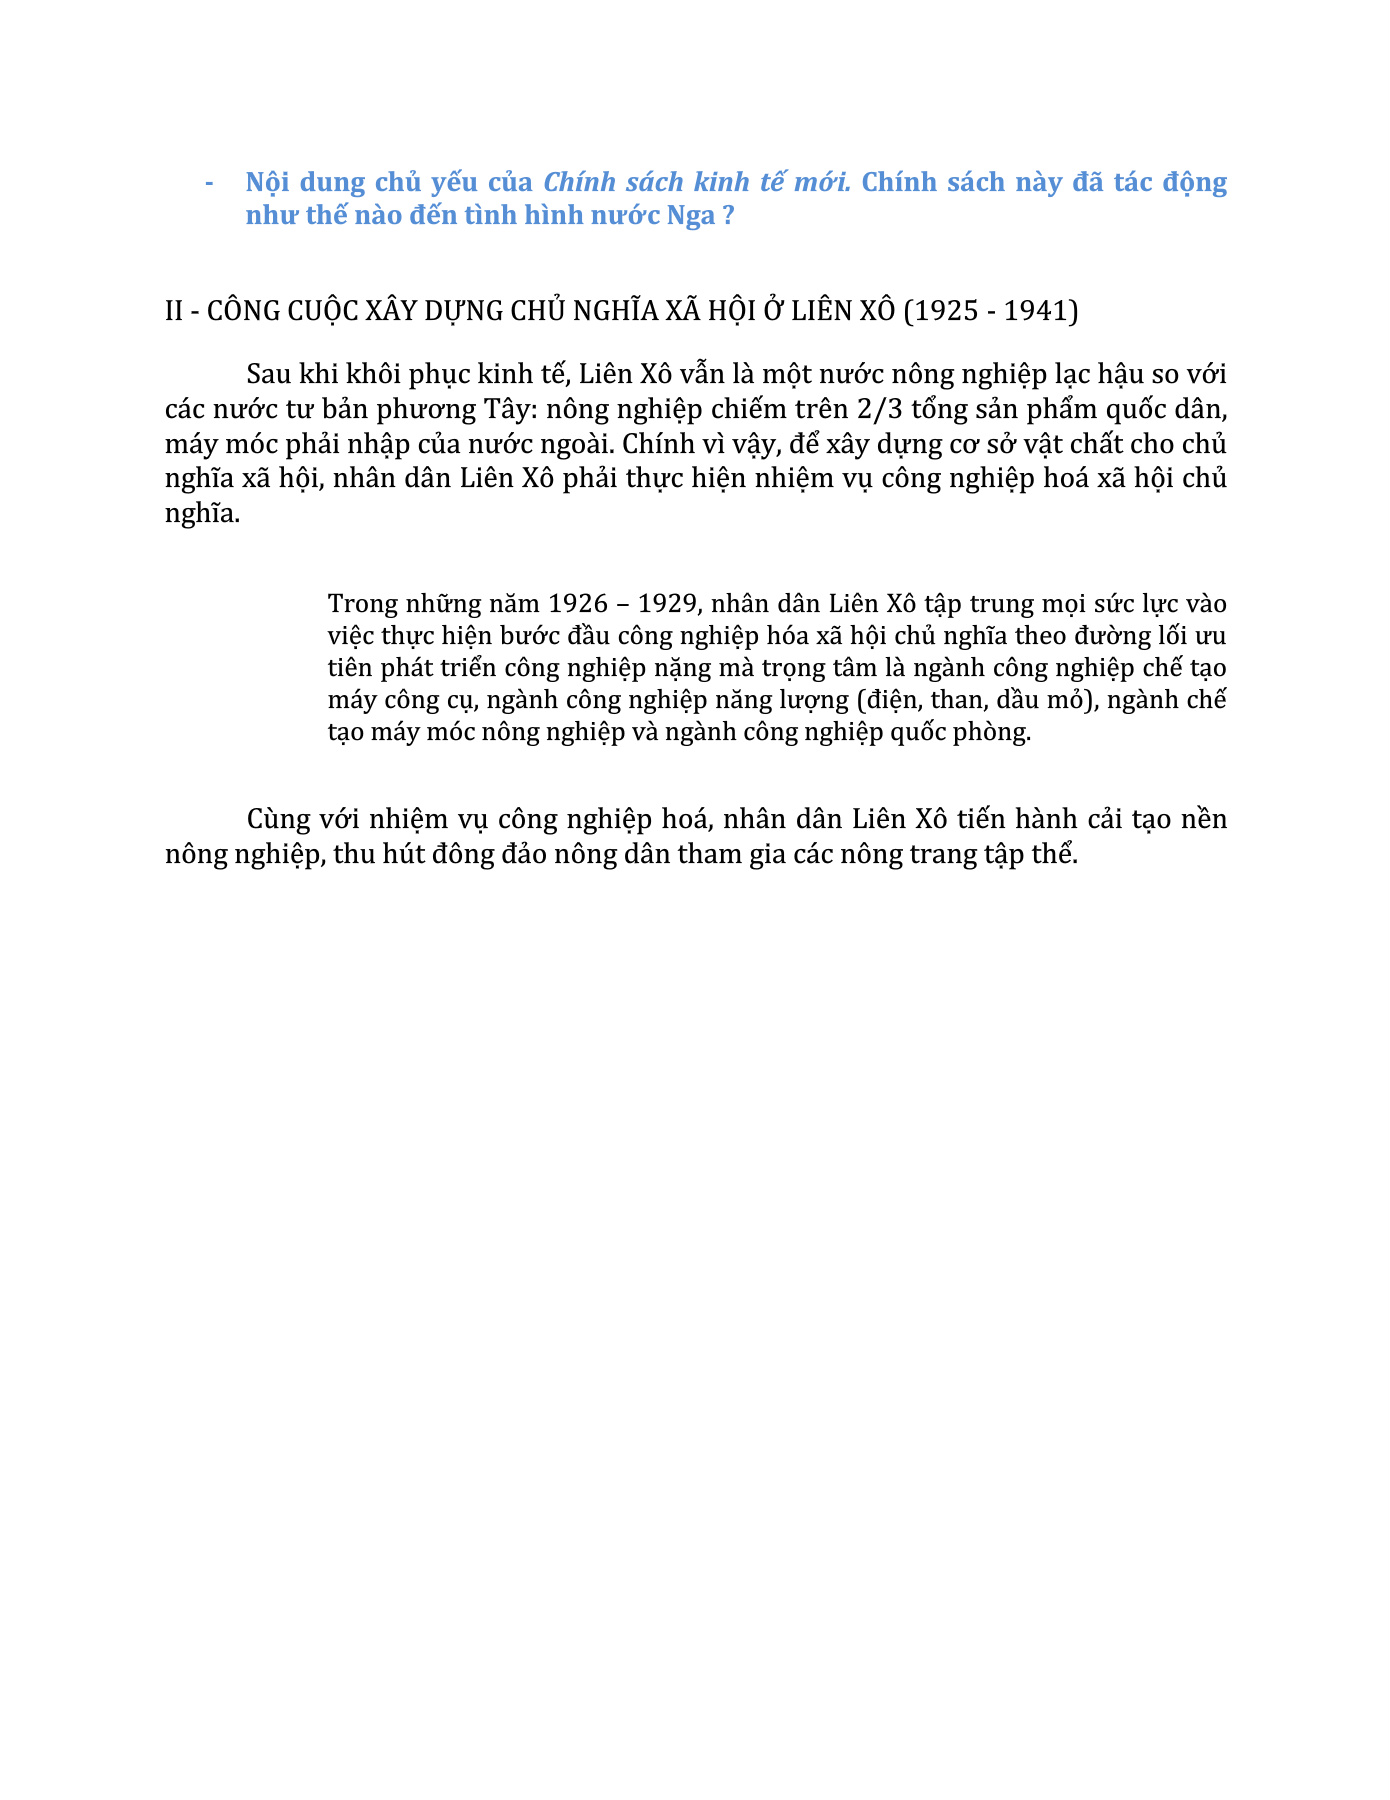 - Nội dung chủ yếu của Chính sách kinh tế mới. Chính sách này đã tác động
như thế nào đến tình hình nước Nga ?
II - CÔNG CUỘC XÂY DỰNG CHỦ NGHĨA XÃ HỘI Ở LIÊN XÔ (1925 - 1941)
Sau khi khôi phục kinh tế, Liên Xô vẫn là một nước nông nghiệp lạc hậu so với
các nước tư bản phương Tây: nông nghiệp chiếm trên 2/3 tổng sản phẩm quốc dân,
máy móc phải nhập của nước ngoài. Chính vì vậy, để xây dựng cơ sở vật chất cho chủ
nghĩa xã hội, nhân dân Liên Xô phải thực hiện nhiệm vụ công nghiệp hoá xã hội chủ
nghĩa.
Trong những năm 1926 – 1929, nhân dân Liên Xô tập trung mọi sức lực vào
việc thực hiện bước đầu công nghiệp hóa xã hội chủ nghĩa theo đường lối ưu
tiên phát triển công nghiệp nặng mà trọng tâm là ngành công nghiệp chế tạo
máy công cụ, ngành công nghiệp năng lượng (điện, than, dầu mỏ), ngành chế
tạo máy móc nông nghiệp và ngành công nghiệp quốc phòng.
Cùng với nhiệm vụ công nghiệp hoá, nhân dân Liên Xô tiến hành cải tạo nền
nông nghiệp, thu hút đông đảo nông dân tham gia các nông trang tập thể.